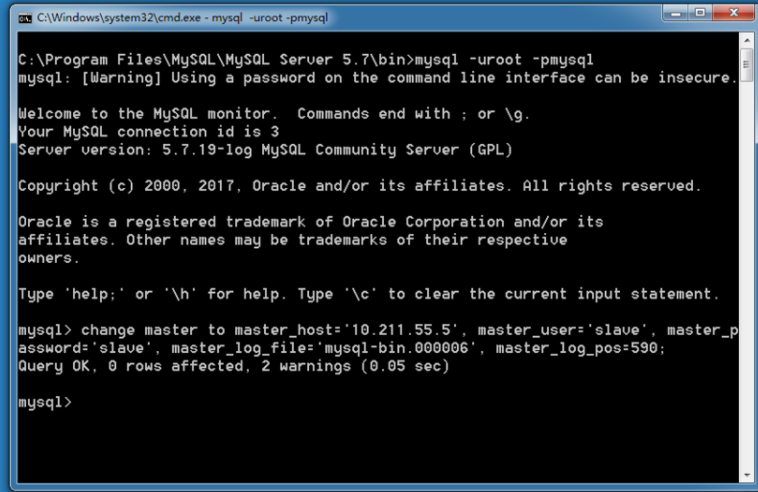 C:\Windows\system32\cmd.exe - mysql -uroot -pmysql
C:\Program Files\MySQL\MySQL Server 5.7\bin>mysql -uroot -pmysql
mysql: [Warning] Using a password on the command line interface can be insecure.
Welcome to the MySQL monitor.  Commands end with ; or \g.
Your MySQL connection id is 3
Server version: 5.7.19-log MySQL Community Server (GPL)
Copyright (c) 2000, 2017, Oracle and/or its affiliates. All rights reserved.
Oracle is a registered trademark of Oracle Corporation and/or its
affiliates. Other names may be trademarks of their respective
owners.
Type 'help;' or '\h' for help. Type '\c' to clear the current input statement.
mysql> change master to master_host='10.211.55.5', master_user='slave', master_p
assword='slave', master_log_file='mysql-bin.000006', master_log_pos=590;
Query OK, 0 rows affected, 2 warnings (0.05 sec)
mysql>